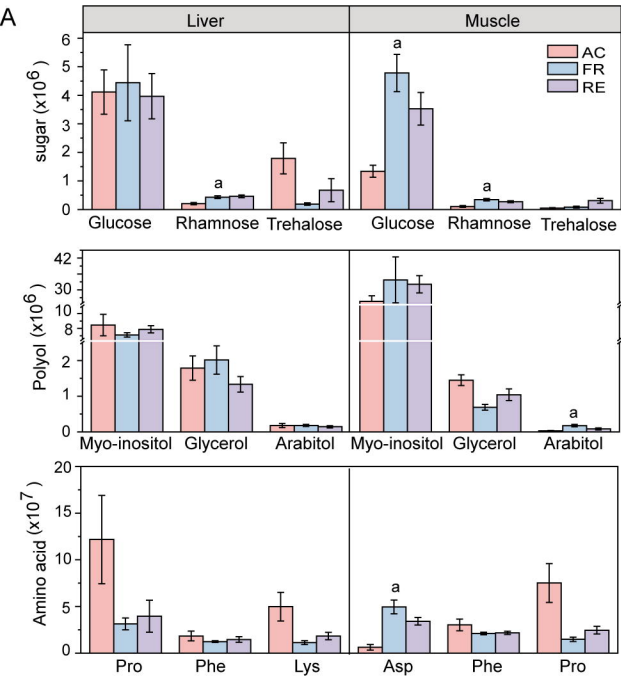 A
Liver Muscle
sugar (x10⁶)
6
5
4
3
2
1
0
a
a
a
AC
FR
RE
Glucose Rhamnose Trehalose Glucose Rhamnose Trehalose
Polyol (x10⁶)
42
30
10
8
2
1
0
a
Myo-inositol Glycerol Arabitol Myo-inositol Glycerol Arabitol
Amino acid (x10⁷)
20
15
10
5
0
a
Pro Phe Lys Asp Phe Pro